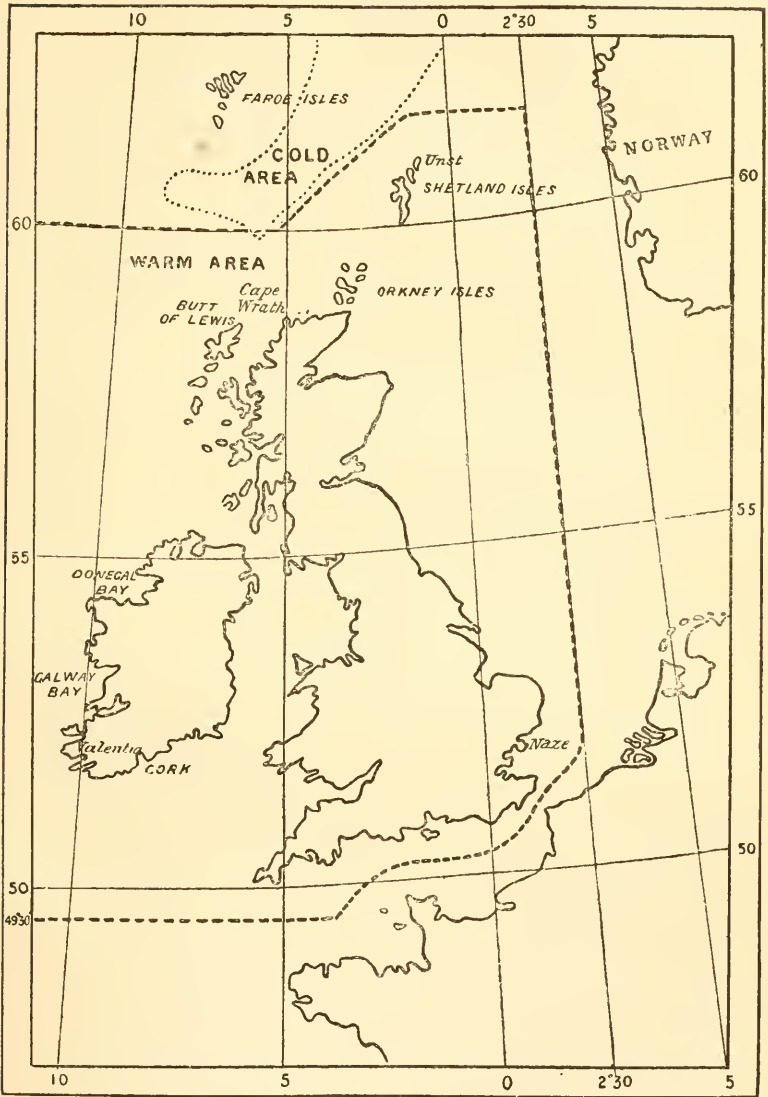 10 5 0 2°30 5
FAROE ISLES
NORWAY
COLD
AREA
Unst
SHETLAND ISLES
60
60
WARM AREA
Cape
Wrath
ORKNEY ISLES
BUTT
OF LEWIS
55
55
DONEGAL
BAY
GALWAY
BAY
Valentia
CORK
Naze
50
50
49°30
10 5 0 2°30 5